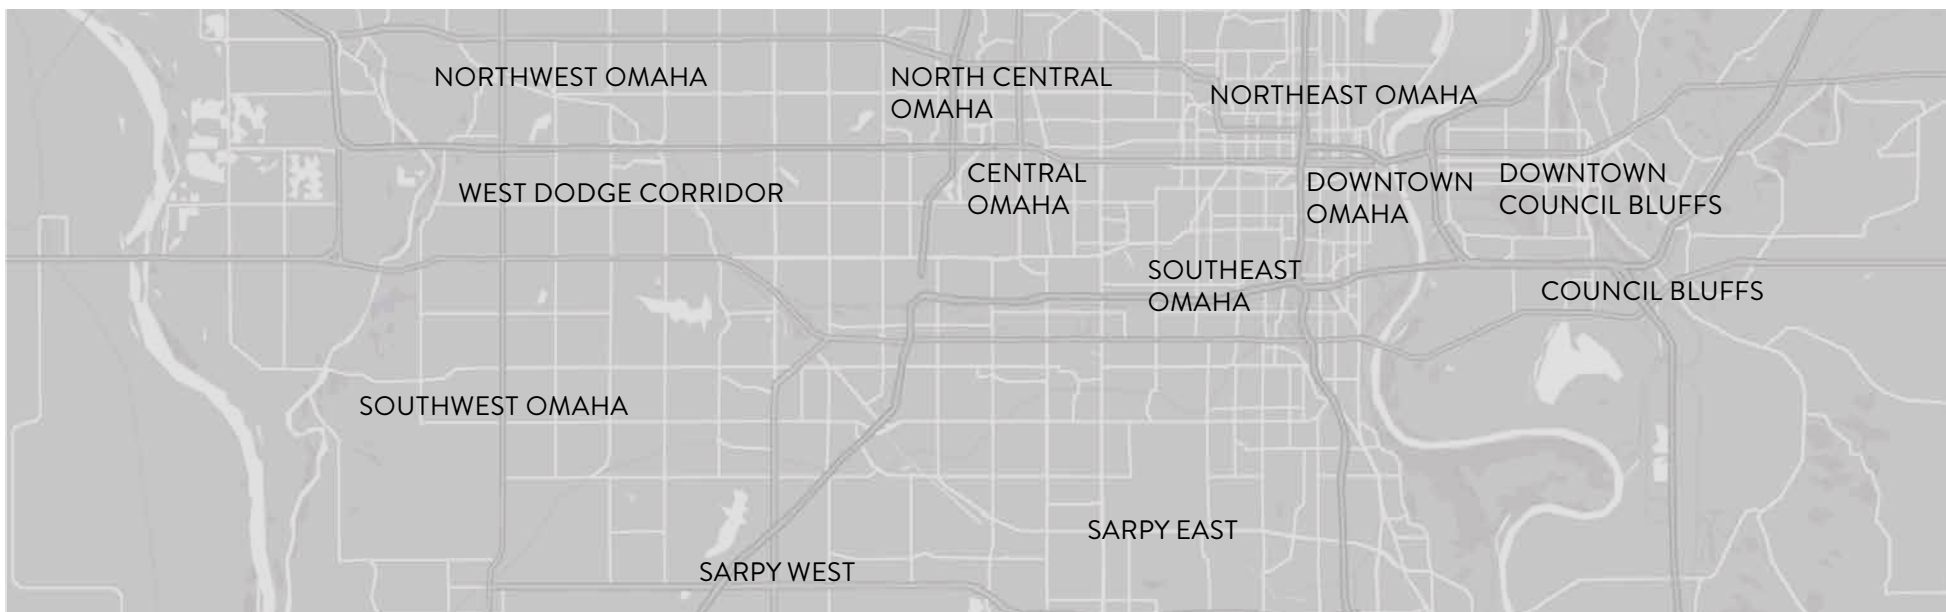 NORTHWEST OMAHA
NORTH CENTRAL
OMAHA
NORTHEAST OMAHA
WEST DODGE CORRIDOR
CENTRAL
OMAHA
DOWNTOWN
OMAHA
DOWNTOWN
COUNCIL BLUFFS
SOUTHEAST
OMAHA
COUNCIL BLUFFS
SOUTHWEST OMAHA
SARPY EAST
SARPY WEST